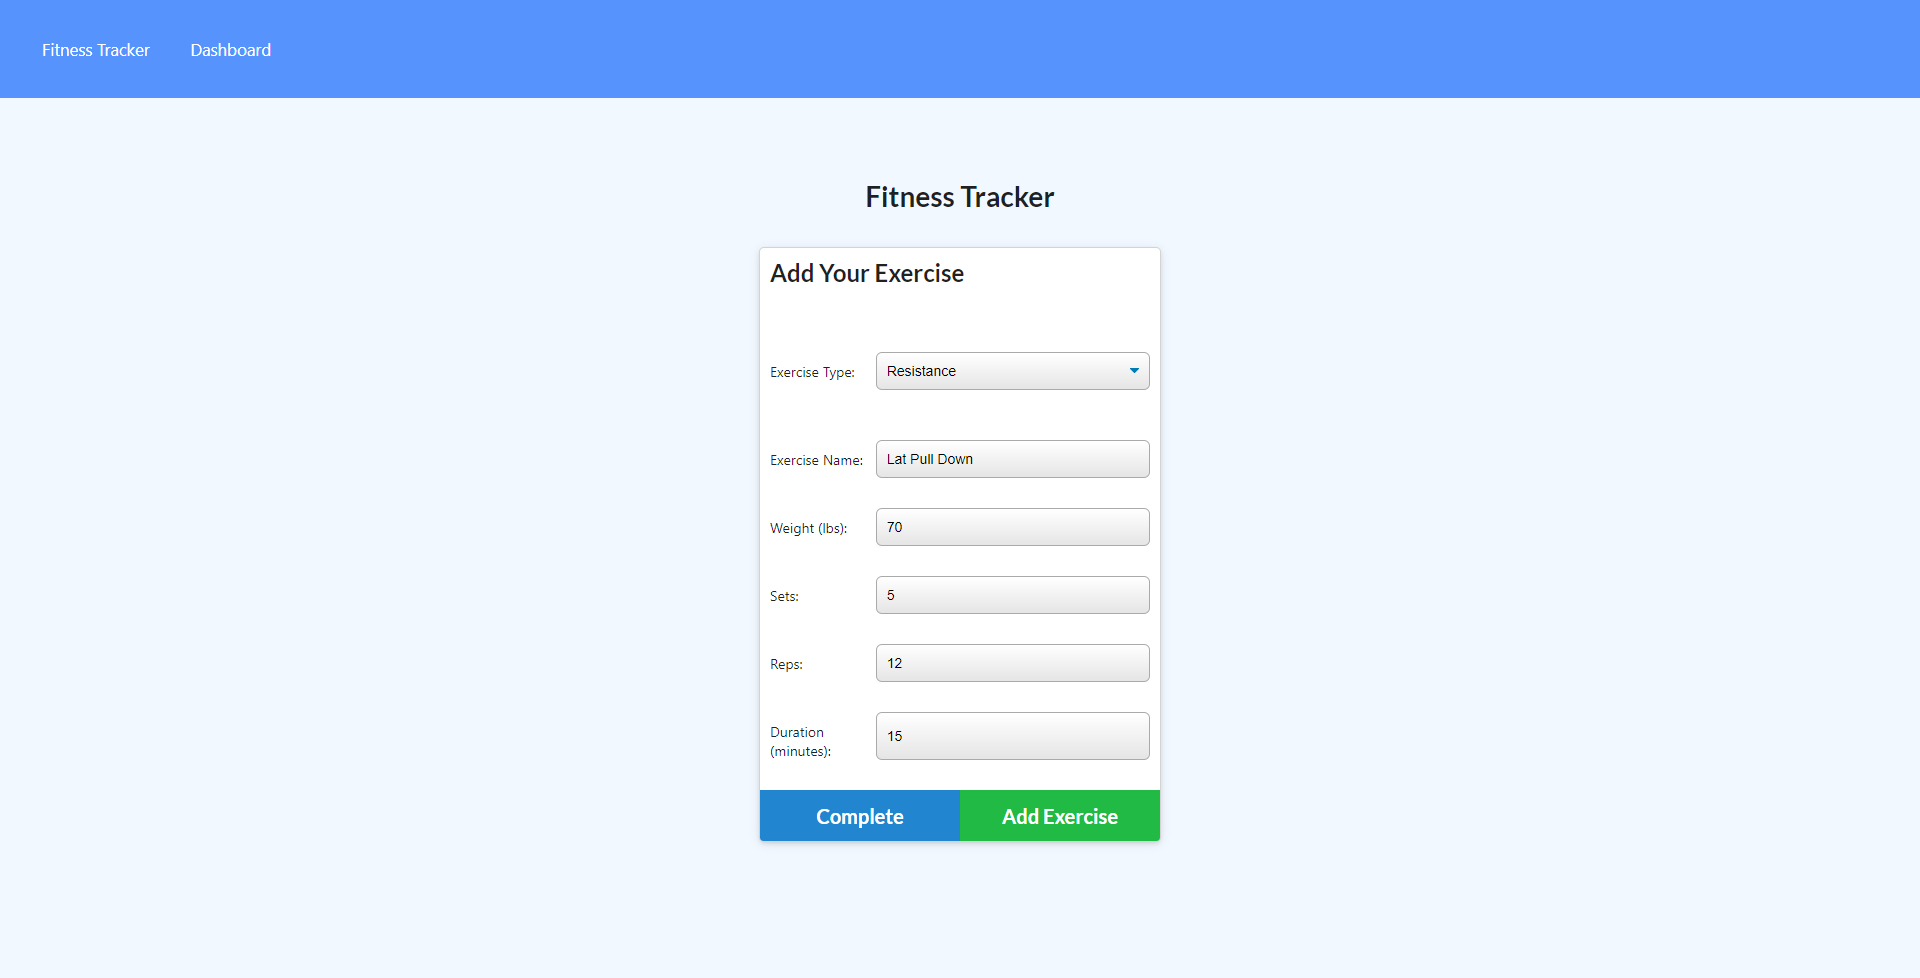 Fitness Tracker Dashboard
Fitness Tracker
Add Your Exercise
Exercise Type: Resistance
Exercise Name: Lat Pull Down
Weight (lbs): 70
Sets: 5
Reps: 12
Duration
(minutes): 15
Complete Add Exercise